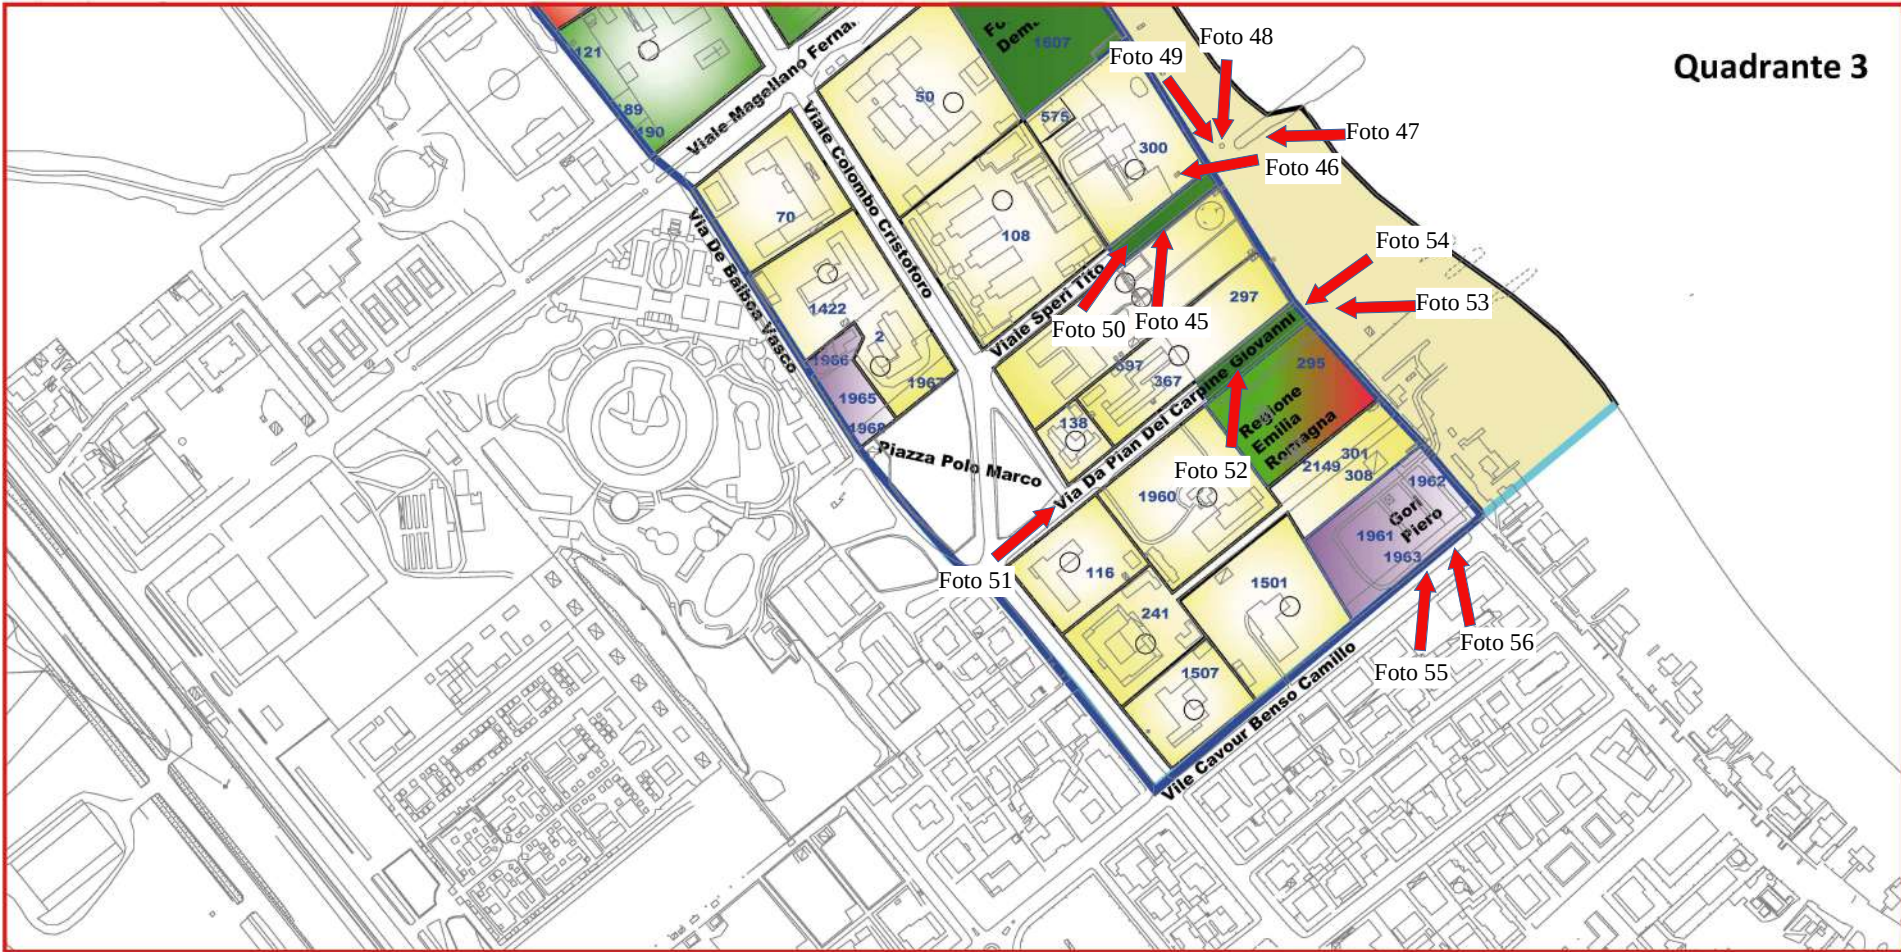 Quadrante 3
Foto 48
Foto 49
Foto 47
Foto 46
121
189
190
Viale Magellano
1607
50
575
300
Viale Colombo Cristoforo
70
108
Via De Balboa Vasco
1422
2
1966
1967
1965
1968
Viale Speri Tito
Foto 50
Foto 45
Foto 54
Foto 53
297
597
367
138
Via Da Pian Del Carpine Giovanni
295
Regione
Emilia
Romagna
Foto 52
Piazza Polo Marco
301
2149
308
1962
Gori
Piero
1961
1963
1960
Foto 51
116
241
1501
1507
Foto 56
Foto 55
Vile Cavour Benso Camillo